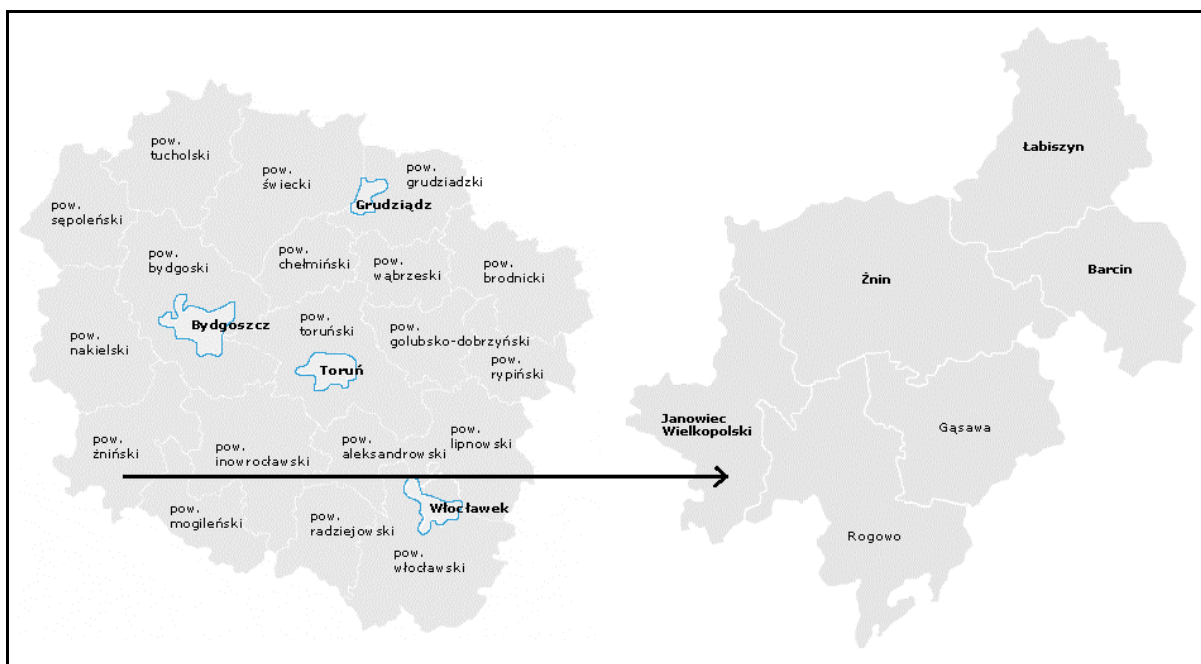 pow.
tucholski
pow.
świecki
pow.
grudziadzki
Grudziądz
pow.
sępoleński
pow.
bydgoski
pow.
chełmiński
pow.
wąbrzeski
pow.
brodnicki
Bydgoszcz
pow.
nakielski
pow.
toruński
Toruń
pow.
golubsko-dobrzyński
pow.
rypiński
pow.
żniński
pow.
inowrocławski
pow.
aleksandrowski
pow.
lipnowski
pow.
mogileński
pow.
radziejowski
Włocławek
pow.
włocławski
Łabiszyn
Barcin
Żnin
Janowiec
Wielkopolski
Gąsawa
Rogowo